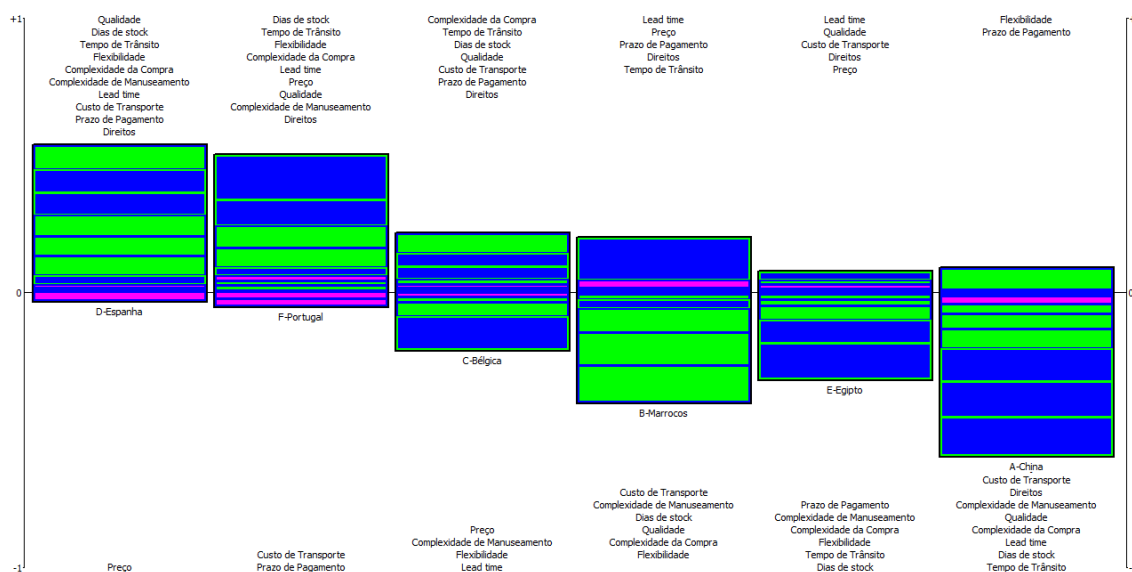 +1
Qualidade
Dias de stock
Tempo de Trânsito
Flexibilidade
Complexidade da Compra
Complexidade de Manuseamento
Lead time
Custo de Transporte
Prazo de Pagamento
Direitos
Dias de stock
Tempo de Trânsito
Flexibilidade
Complexidade da Compra
Lead time
Preço
Qualidade
Complexidade de Manuseamento
Direitos
Complexidade da Compra
Tempo de Trânsito
Dias de stock
Qualidade
Custo de Transporte
Prazo de Pagamento
Direitos
Lead time
Preço
Prazo de Pagamento
Direitos
Tempo de Trânsito
Lead time
Qualidade
Custo de Transporte
Direitos
Preço
Flexibilidade
Prazo de Pagamento
0
0
D-Espanha
F-Portugal
C-Bélgica
B-Marrocos
E-Egipto
A-China
Preço
Custo de Transporte
Prazo de Pagamento
Preço
Complexidade de Manuseamento
Flexibilidade
Lead time
Custo de Transporte
Complexidade de Manuseamento
Dias de stock
Qualidade
Complexidade da Compra
Flexibilidade
Prazo de Pagamento
Complexidade de Manuseamento
Complexidade da Compra
Flexibilidade
Tempo de Trânsito
Dias de stock
Custo de Transporte
Direitos
Complexidade de Manuseamento
Qualidade
Complexidade da Compra
Lead time
Dias de stock
Tempo de Trânsito
-1